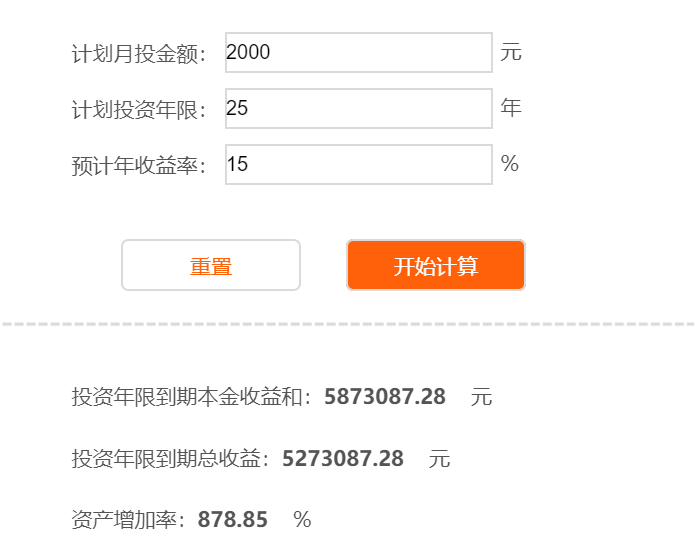 计划月投金额： 2000 元
计划投资年限： 25 年
预计年收益率： 15 %
重置 开始计算
投资年限到期本金收益和：5873087.28 元
投资年限到期总收益：5273087.28 元
资产增加率：878.85 %